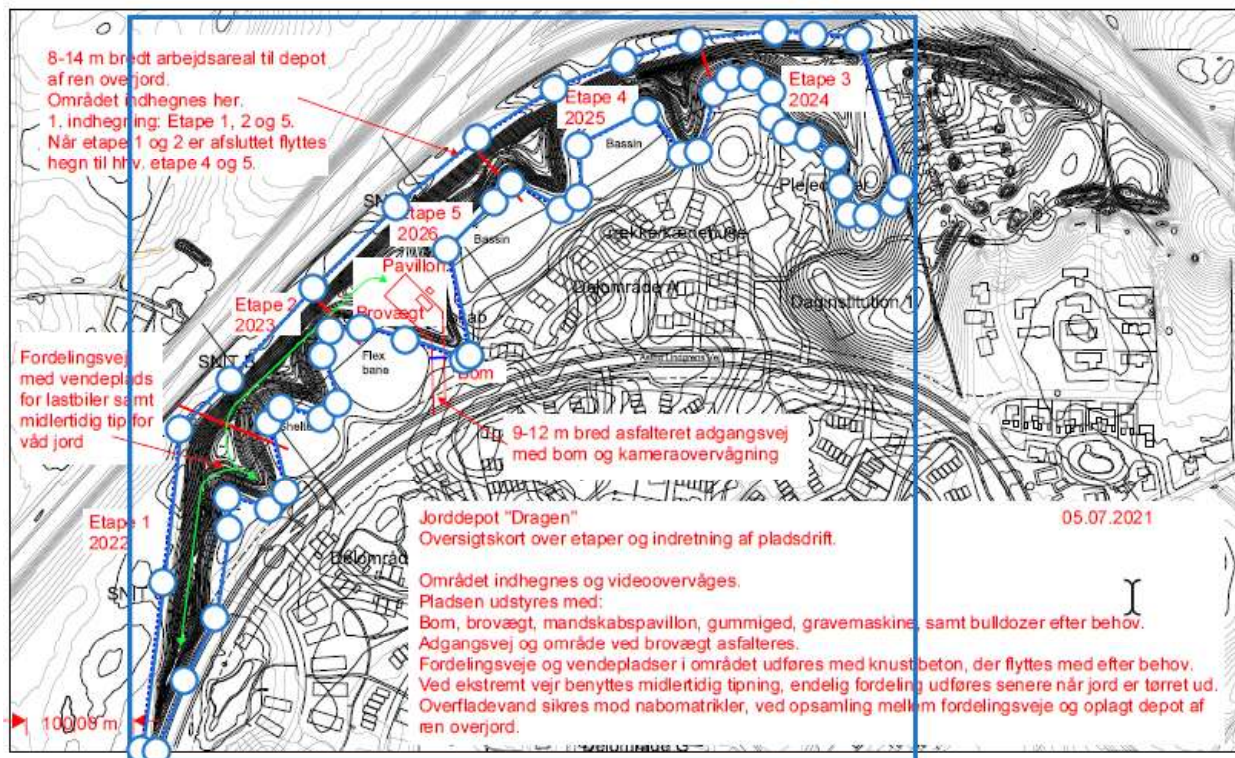 8-14 m bredt arbejdsareal til depot
af ren overjord.
Området indhegnes her.
1. indhegning: Etape 1, 2 og 5.
Når etape 1 og 2 er afsluttet flyttes
hegn til hhv. etape 4 og 5.
Etape 3
2024
Etape 4
2025
Bassin
Etape 5
2026
Bassin
Pavillon
Delområde A
Daginstitution 1
Etape 2
2023
Brovægt
Flex
bane
Bom
Astrid Lindgrens Vej
Fordelingsvej
med vendeplads
for lastbiler samt
midlertidig tip for
våd jord
9-12 m bred asfalteret adgangsvej
med bom og kameraovervågning
Etape 1
2022
Jorddepot "Dragen"
05.07.2021
Oversigtskort over etaper og indretning af pladsdrift.
Området indhegnes og videoovervåges.
Pladsen udstyres med:
Bom, brovægt, mandskabspavillon, gummiged, gravemaskine, samt bulldozer efter behov.
Adgangsvej og område ved brovægt asfalteres.
Fordelingsveje og vendepladser i området udføres med knust beton, der flyttes med efter behov.
Ved ekstremt vejr benyttes midlertidig tipning, endelig fordeling udføres senere når jord er tørret ud.
Overfladevand sikres mod nabomatrikler, ved opsamling mellem fordelingsveje og oplagt depot af
ren overjord.
100.00 m
Delområde G